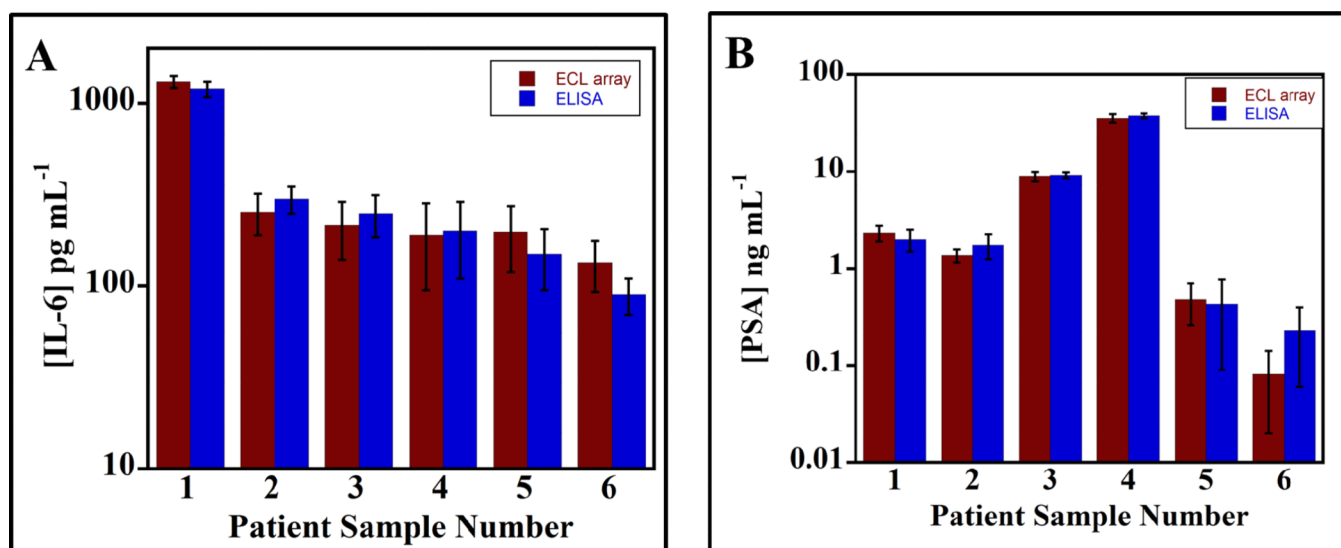 A
ECL array
ELISA
1000
100
10
[IL-6] pg mL-1
1 2 3 4 5 6
Patient Sample Number
B
ECL array
ELISA
100
10
1
0.1
0.01
[PSA] ng mL-1
1 2 3 4 5 6
Patient Sample Number